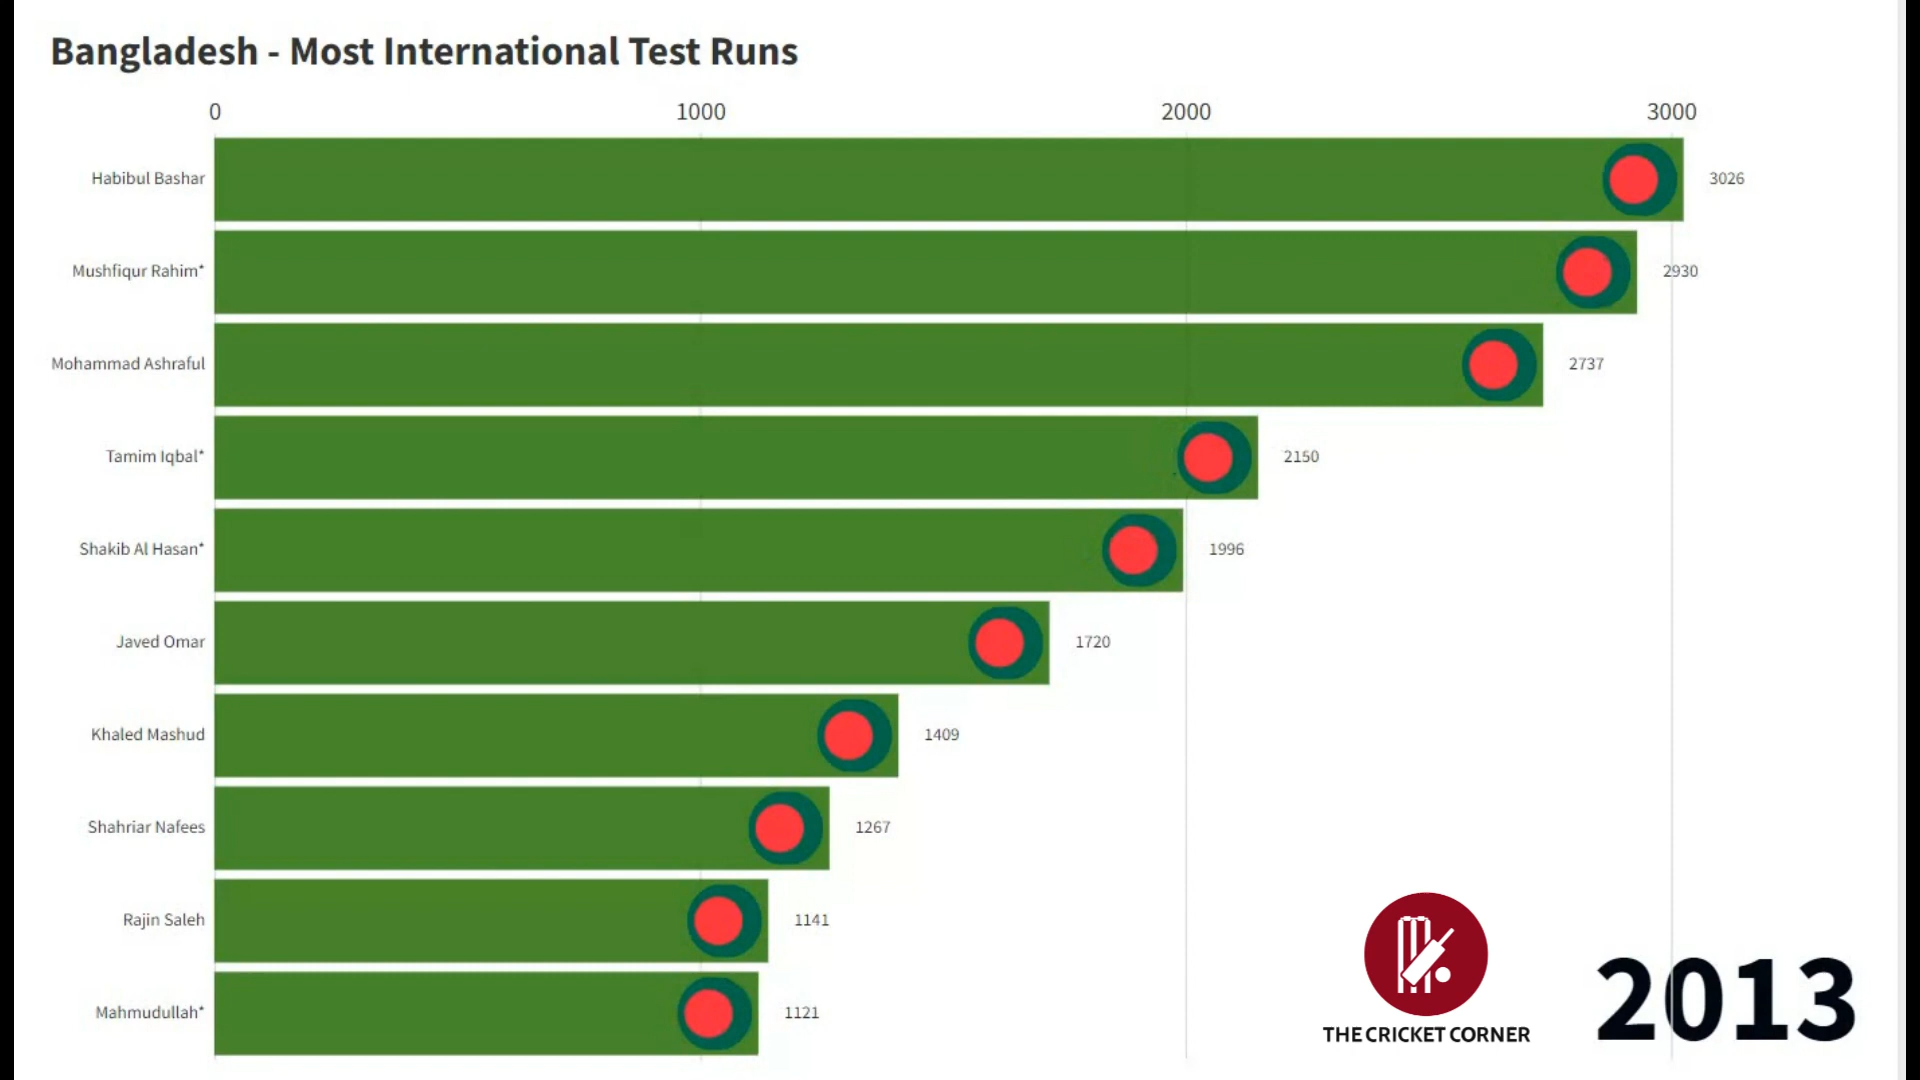 Bangladesh - Most International Test Runs
0 1000 2000 3000
Habibul Bashar 3026
Mushfiqur Rahim* 2930
Mohammad Ashraful 2737
Tamim Iqbal* 2150
Shakib Al Hasan* 1996
Javed Omar 1720
Khaled Mashud 1409
Shahriar Nafees 1267
Rajin Saleh 1141
Mahmudullah* 1121
THE CRICKET CORNER
2013